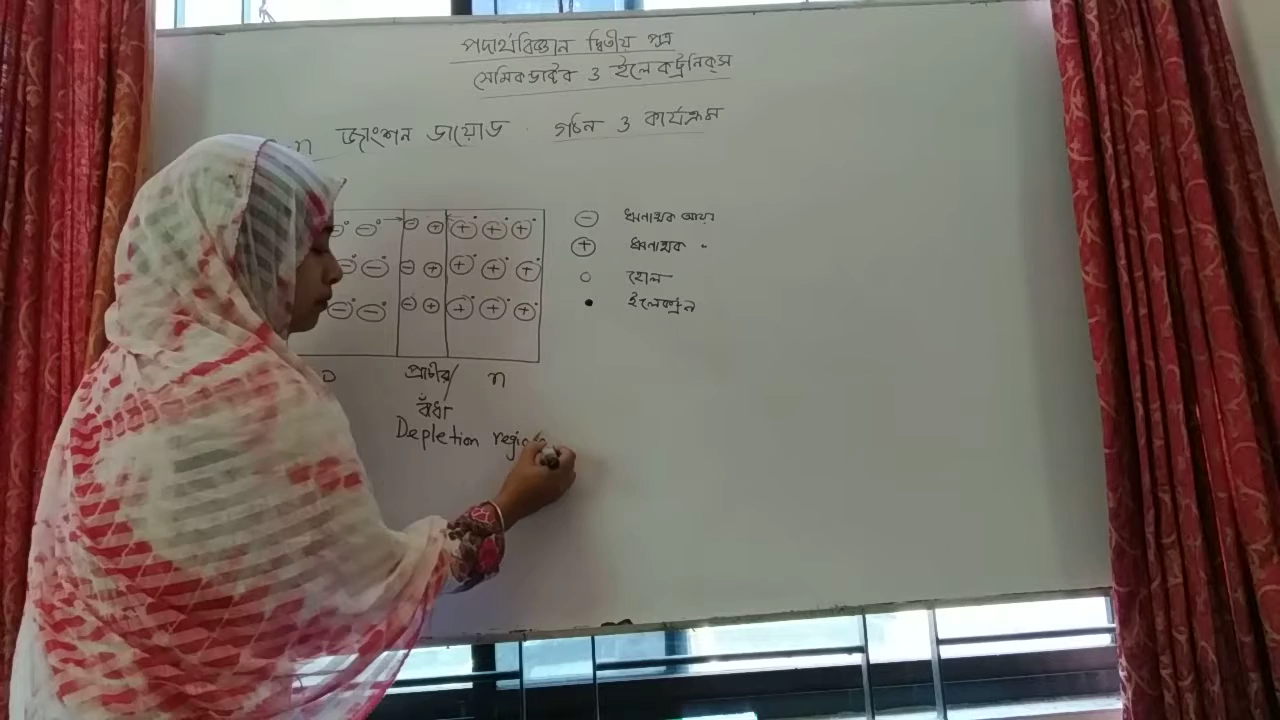 পদার্থবিজ্ঞান দ্বিতীয় পত্র
সেমিকন্ডাক্টর ও ইলেকট্রনিক্স
n জাংশন ডায়োড · গঠন ও কার্যক্রম
⊖ ঋনাত্মক আয়ন
⊕ ধনাত্মক "
○ হোল
● ইলেকট্রন
p প্রাচীর/ n
বাঁধা
Depletion region